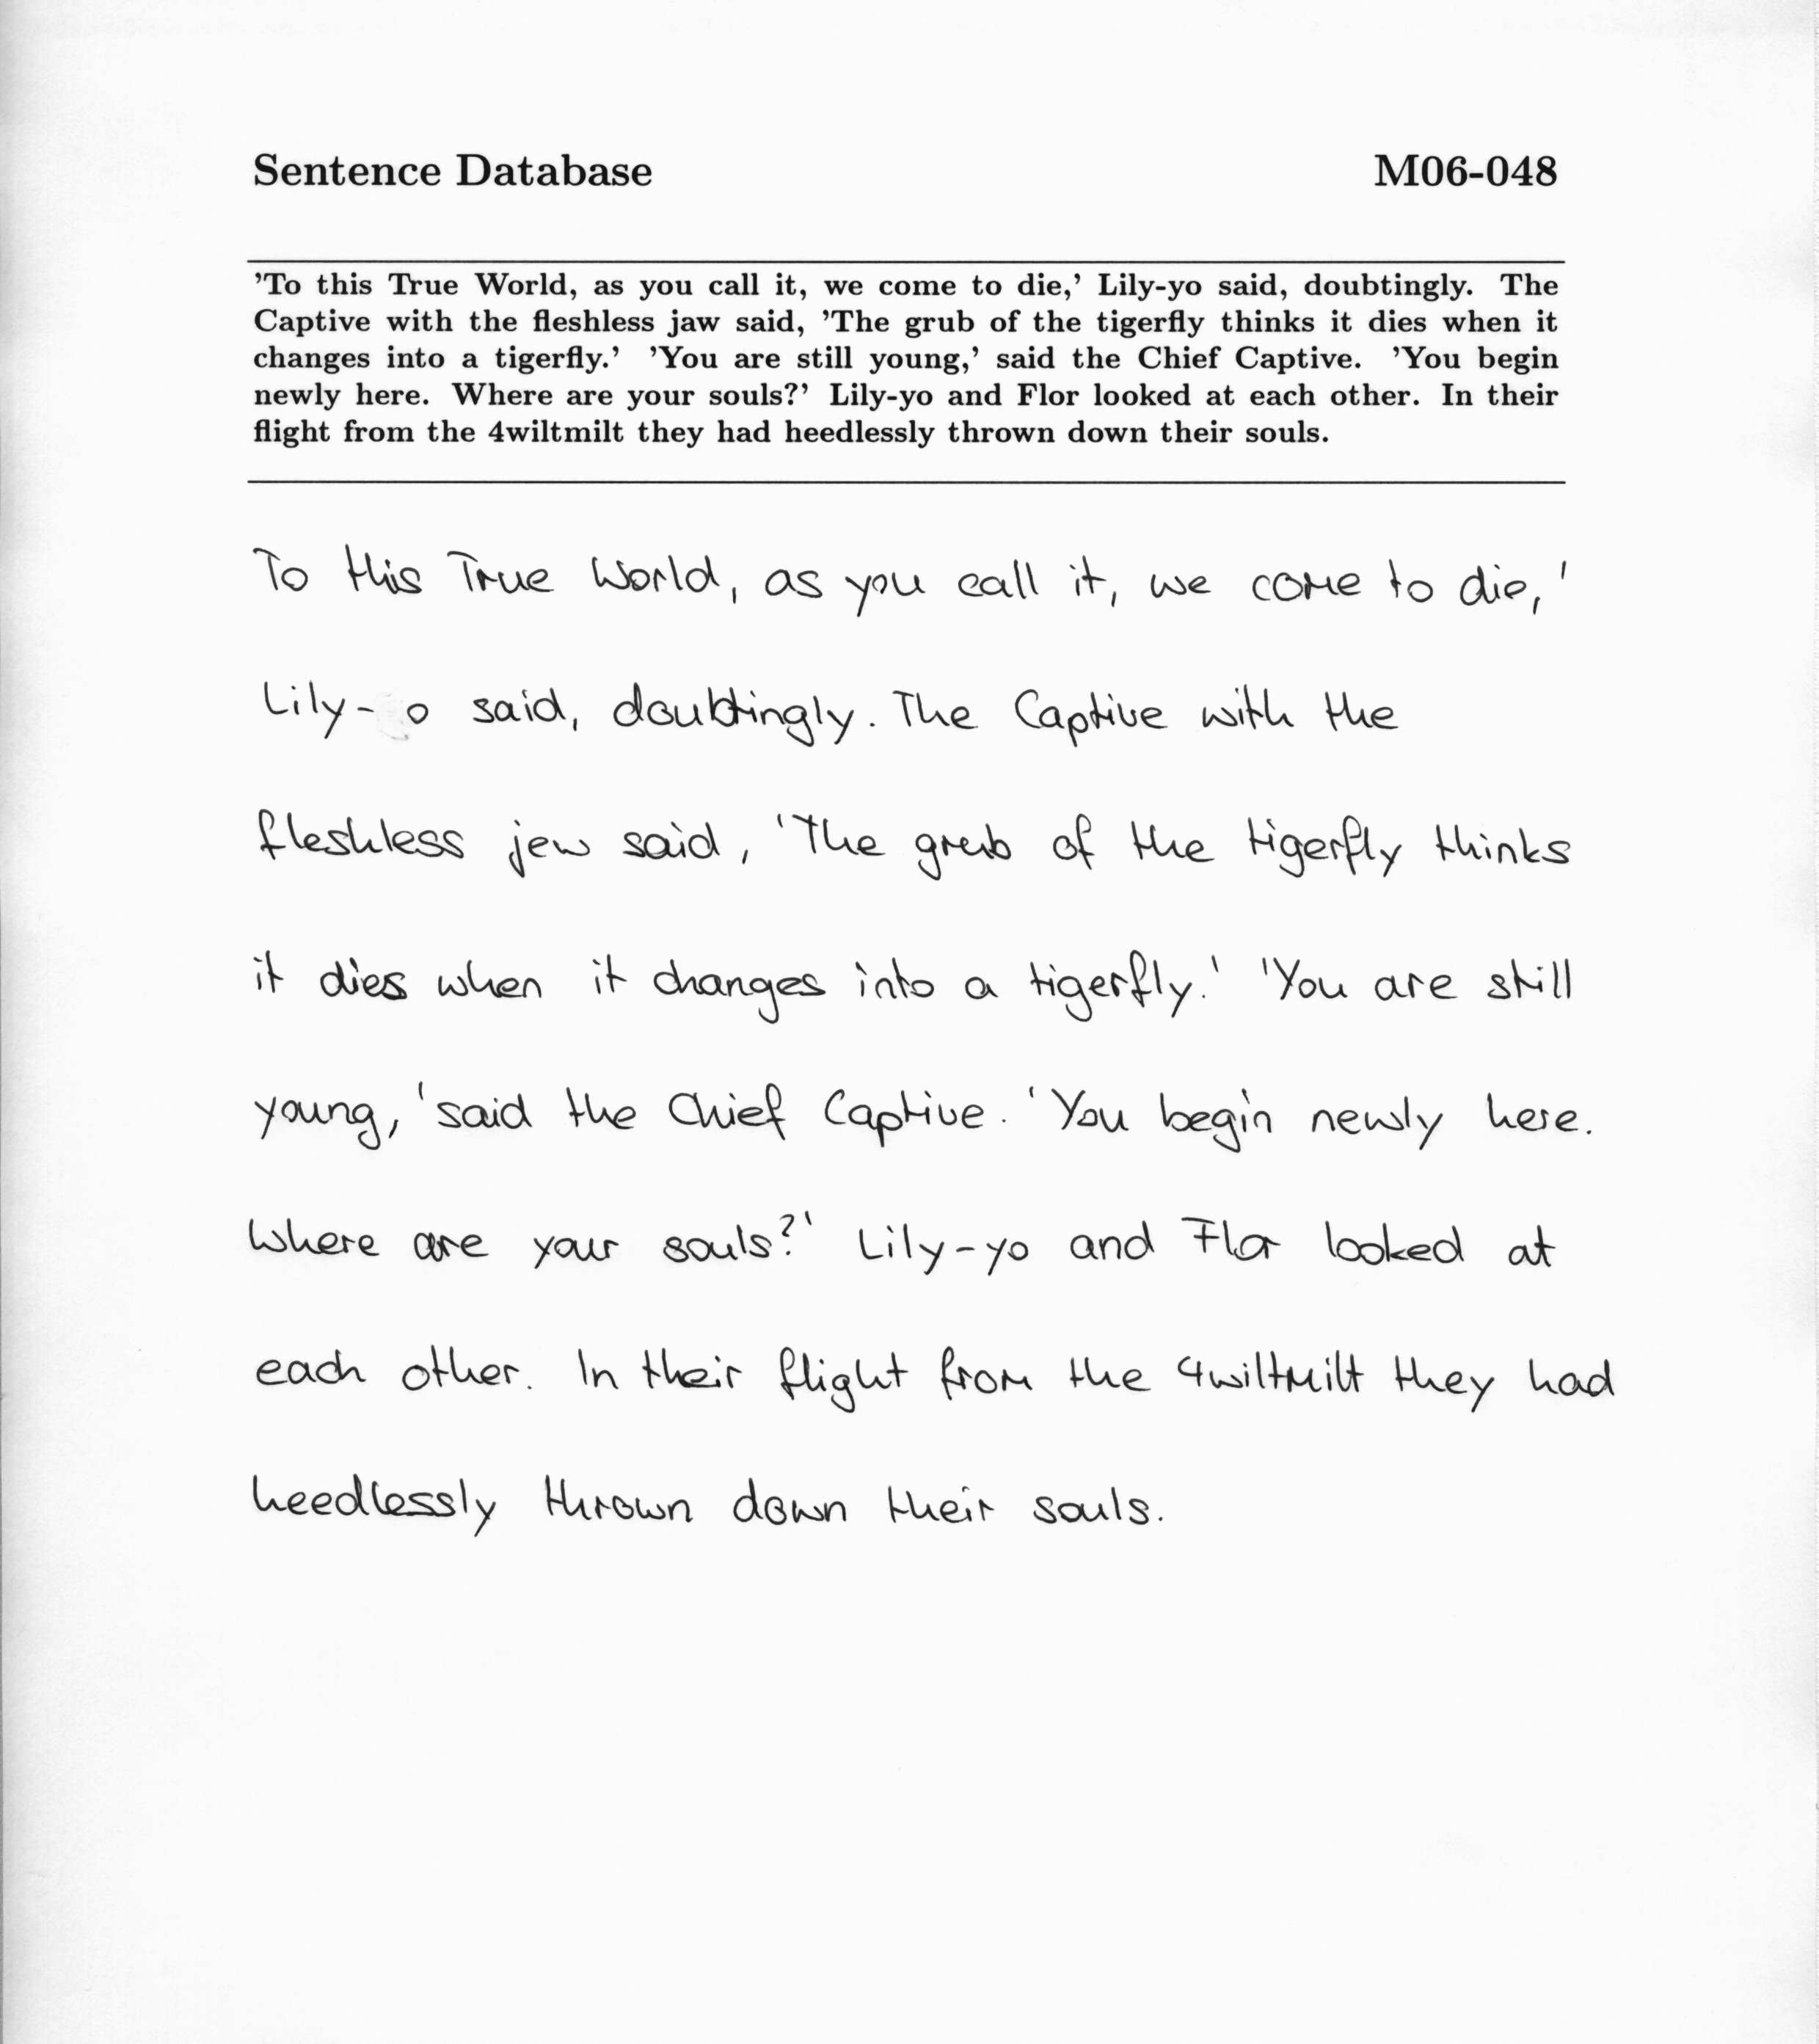 Sentence Database M06-048
'To this True World, as you call it, we come to die,' Lily-yo said, doubtingly. The
Captive with the fleshless jaw said, 'The grub of the tigerfly thinks it dies when it
changes into a tigerfly.' 'You are still young,' said the Chief Captive. 'You begin
newly here. Where are your souls?' Lily-yo and Flor looked at each other. In their
flight from the 4wiltmilt they had heedlessly thrown down their souls.
To this True World, as you call it, we come to die,'
Lily- o said, doubtingly. The Captive with the
fleshless jew said, 'The grub of the tigerfly thinks
it dies when it changes into a tigerfly.' 'You are still
young, 'said the Chief Captive. 'You begin newly here.
Where are your souls?' Lily-yo and Flor looked at
each other. In their flight from the 4wiltmilt they had
heedlessly thrown down their souls.